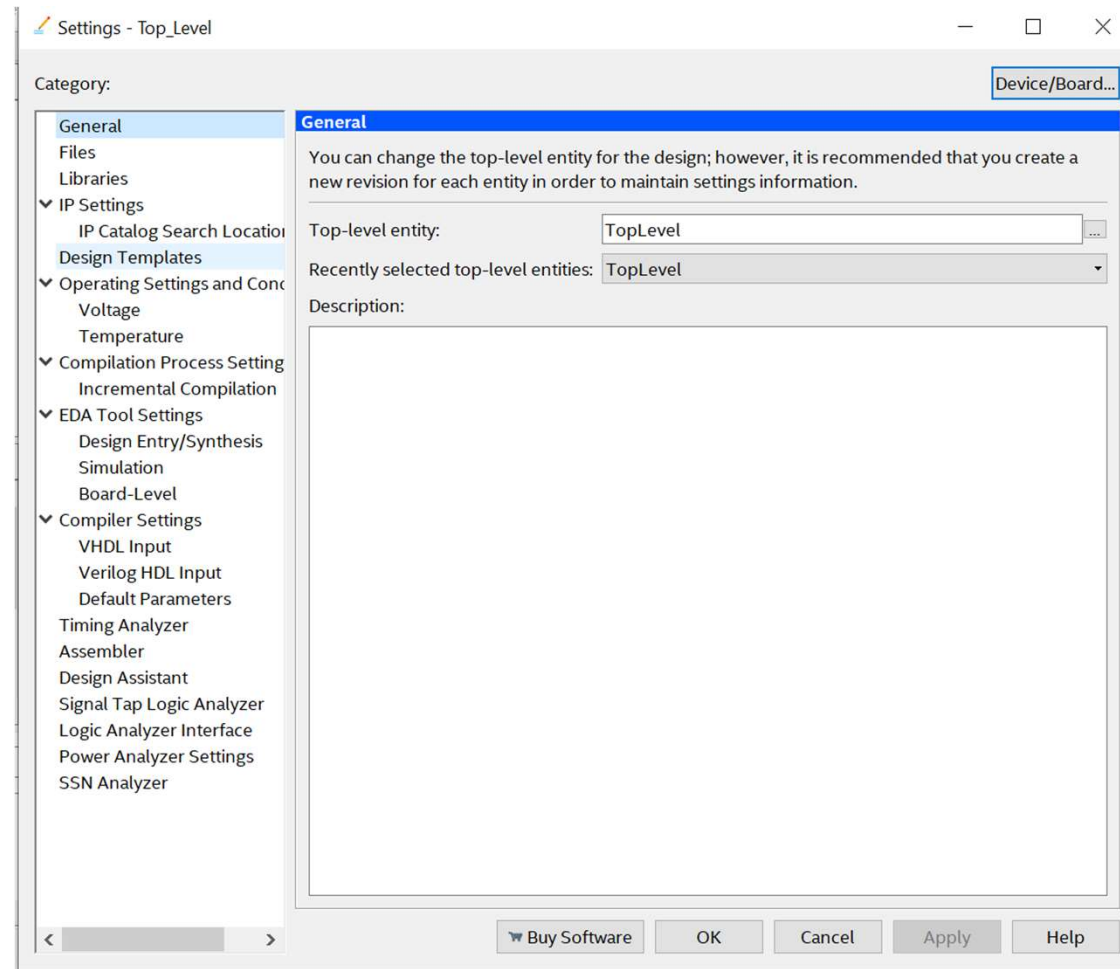 Settings - Top_Level
Category:
Device/Board...
General
Files
Libraries
IP Settings
IP Catalog Search Location
Design Templates
Operating Settings and Cond
Voltage
Temperature
Compilation Process Setting
Incremental Compilation
EDA Tool Settings
Design Entry/Synthesis
Simulation
Board-Level
Compiler Settings
VHDL Input
Verilog HDL Input
Default Parameters
Timing Analyzer
Assembler
Design Assistant
Signal Tap Logic Analyzer
Logic Analyzer Interface
Power Analyzer Settings
SSN Analyzer
General
You can change the top-level entity for the design; however, it is recommended that you create a
new revision for each entity in order to maintain settings information.
Top-level entity: TopLevel ...
Recently selected top-level entities: TopLevel
Description:
Buy Software OK Cancel Apply Help